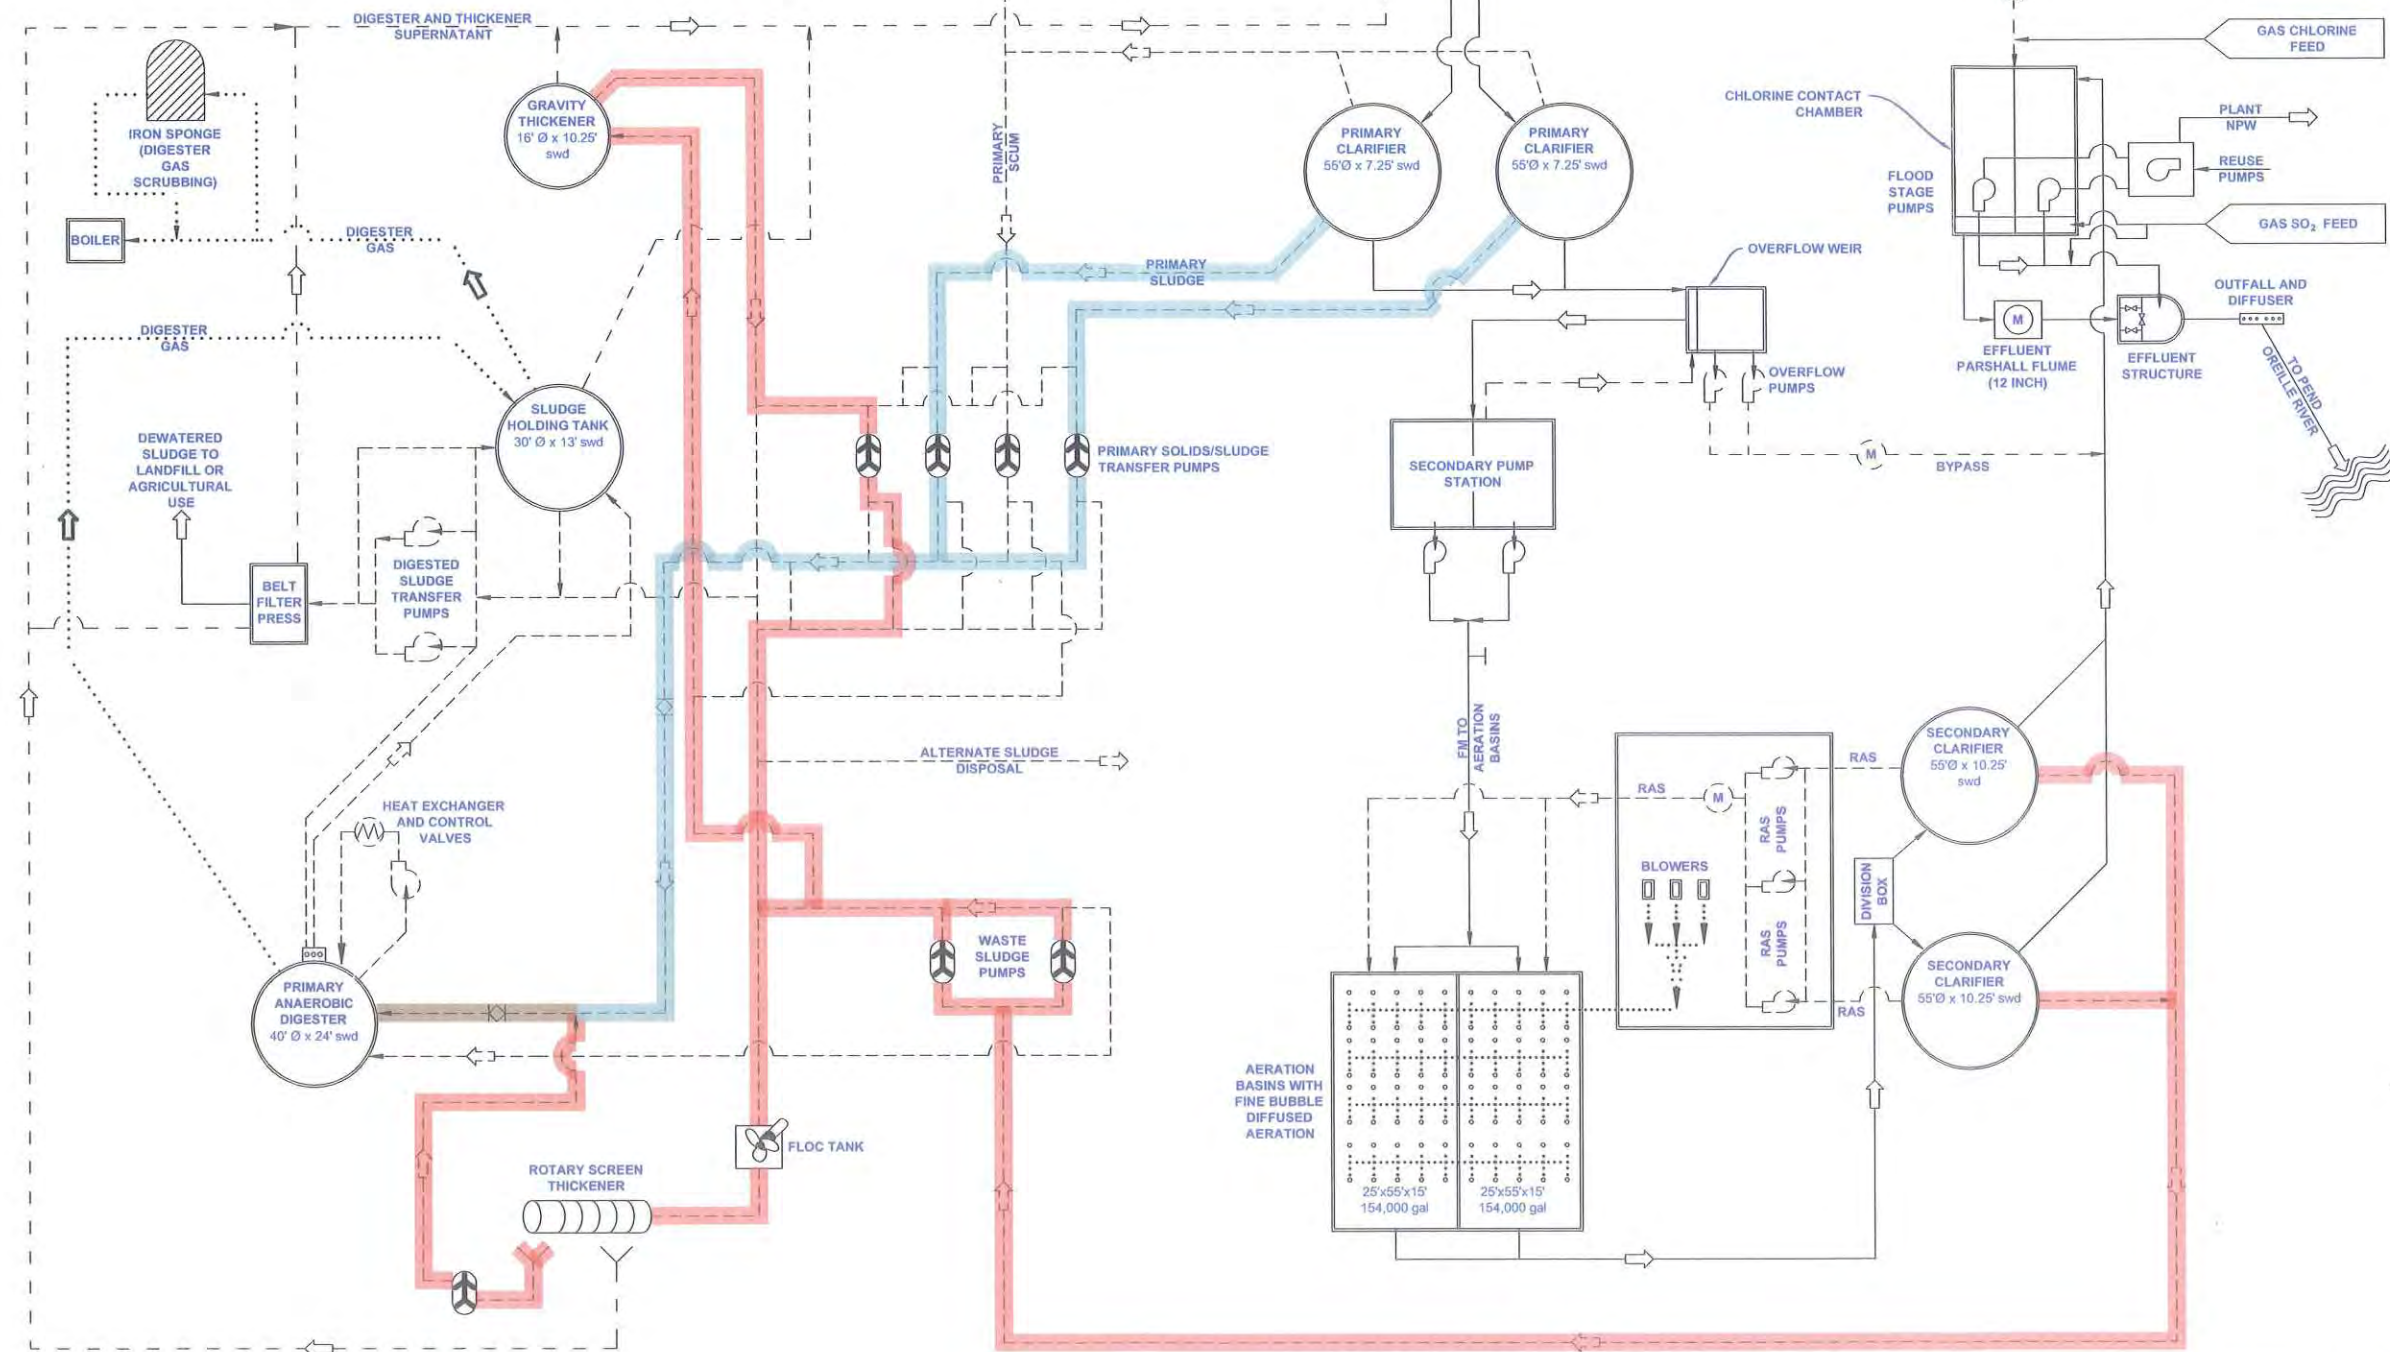 DIGESTER AND THICKENER
SUPERNATANT
IRON SPONGE
(DIGESTER
GAS
SCRUBBING)
BOILER
DIGESTER
GAS
DIGESTER
GAS
GRAVITY
THICKENER
16' Ø x 10.25'
swd
PRIMARY
SCUM
PRIMARY
CLARIFIER
55'Ø x 7.25' swd
PRIMARY
CLARIFIER
55'Ø x 7.25' swd
PRIMARY
SLUDGE
GAS CHLORINE
FEED
CHLORINE CONTACT
CHAMBER
PLANT
NPW
REUSE
PUMPS
FLOOD
STAGE
PUMPS
GAS SO₂ FEED
OVERFLOW WEIR
OUTFALL AND
DIFFUSER
M
EFFLUENT
PARSHALL FLUME
(12 INCH)
EFFLUENT
STRUCTURE
TO PEND
OREILLE RIVER
OVERFLOW
PUMPS
M
BYPASS
SLUDGE
HOLDING TANK
30' Ø x 13' swd
DEWATERED
SLUDGE TO
LANDFILL OR
AGRICULTURAL
USE
PRIMARY SOLIDS/SLUDGE
TRANSFER PUMPS
SECONDARY PUMP
STATION
BELT
FILTER
PRESS
DIGESTED
SLUDGE
TRANSFER
PUMPS
ALTERNATE SLUDGE
DISPOSAL
FM TO
AERATION
BASINS
HEAT EXCHANGER
AND CONTROL
VALVES
RAS
M
RAS
RAS
PUMPS
RAS
PUMPS
RAS
BLOWERS
DIVISION
BOX
SECONDARY
CLARIFIER
55'Ø x 10.25'
swd
SECONDARY
CLARIFIER
55'Ø x 10.25' swd
WASTE
SLUDGE
PUMPS
PRIMARY
ANAEROBIC
DIGESTER
40' Ø x 24' swd
AERATION
BASINS WITH
FINE BUBBLE
DIFFUSED
AERATION
25'x55'x15'
154,000 gal
25'x55'x15'
154,000 gal
FLOC TANK
ROTARY SCREEN
THICKENER